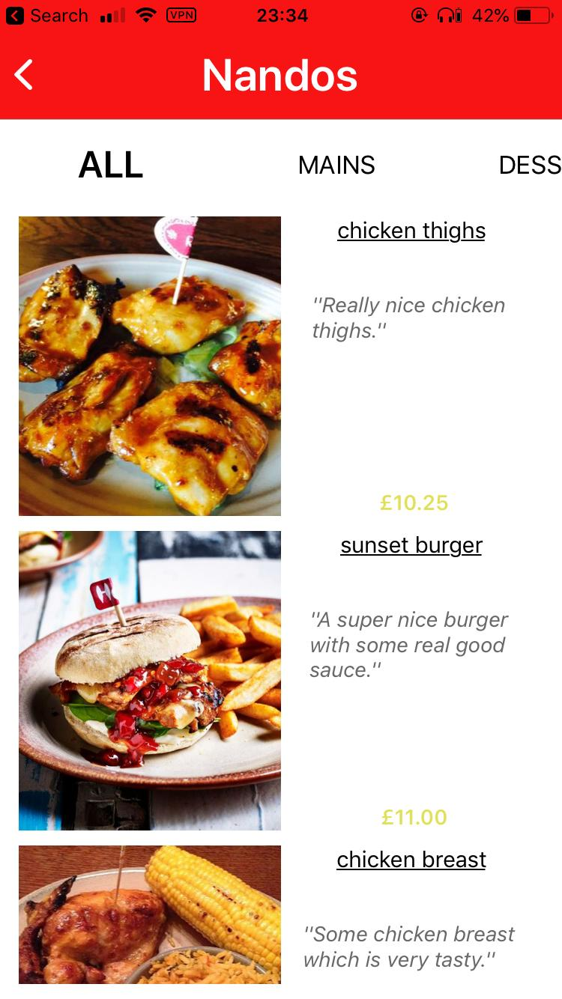 Search VPN 23:34 42%
Nandos
ALL MAINS DESS
chicken thighs
"Really nice chicken
thighs."
£10.25
sunset burger
"A super nice burger
with some real good
sauce."
£11.00
chicken breast
"Some chicken breast
which is very tasty."